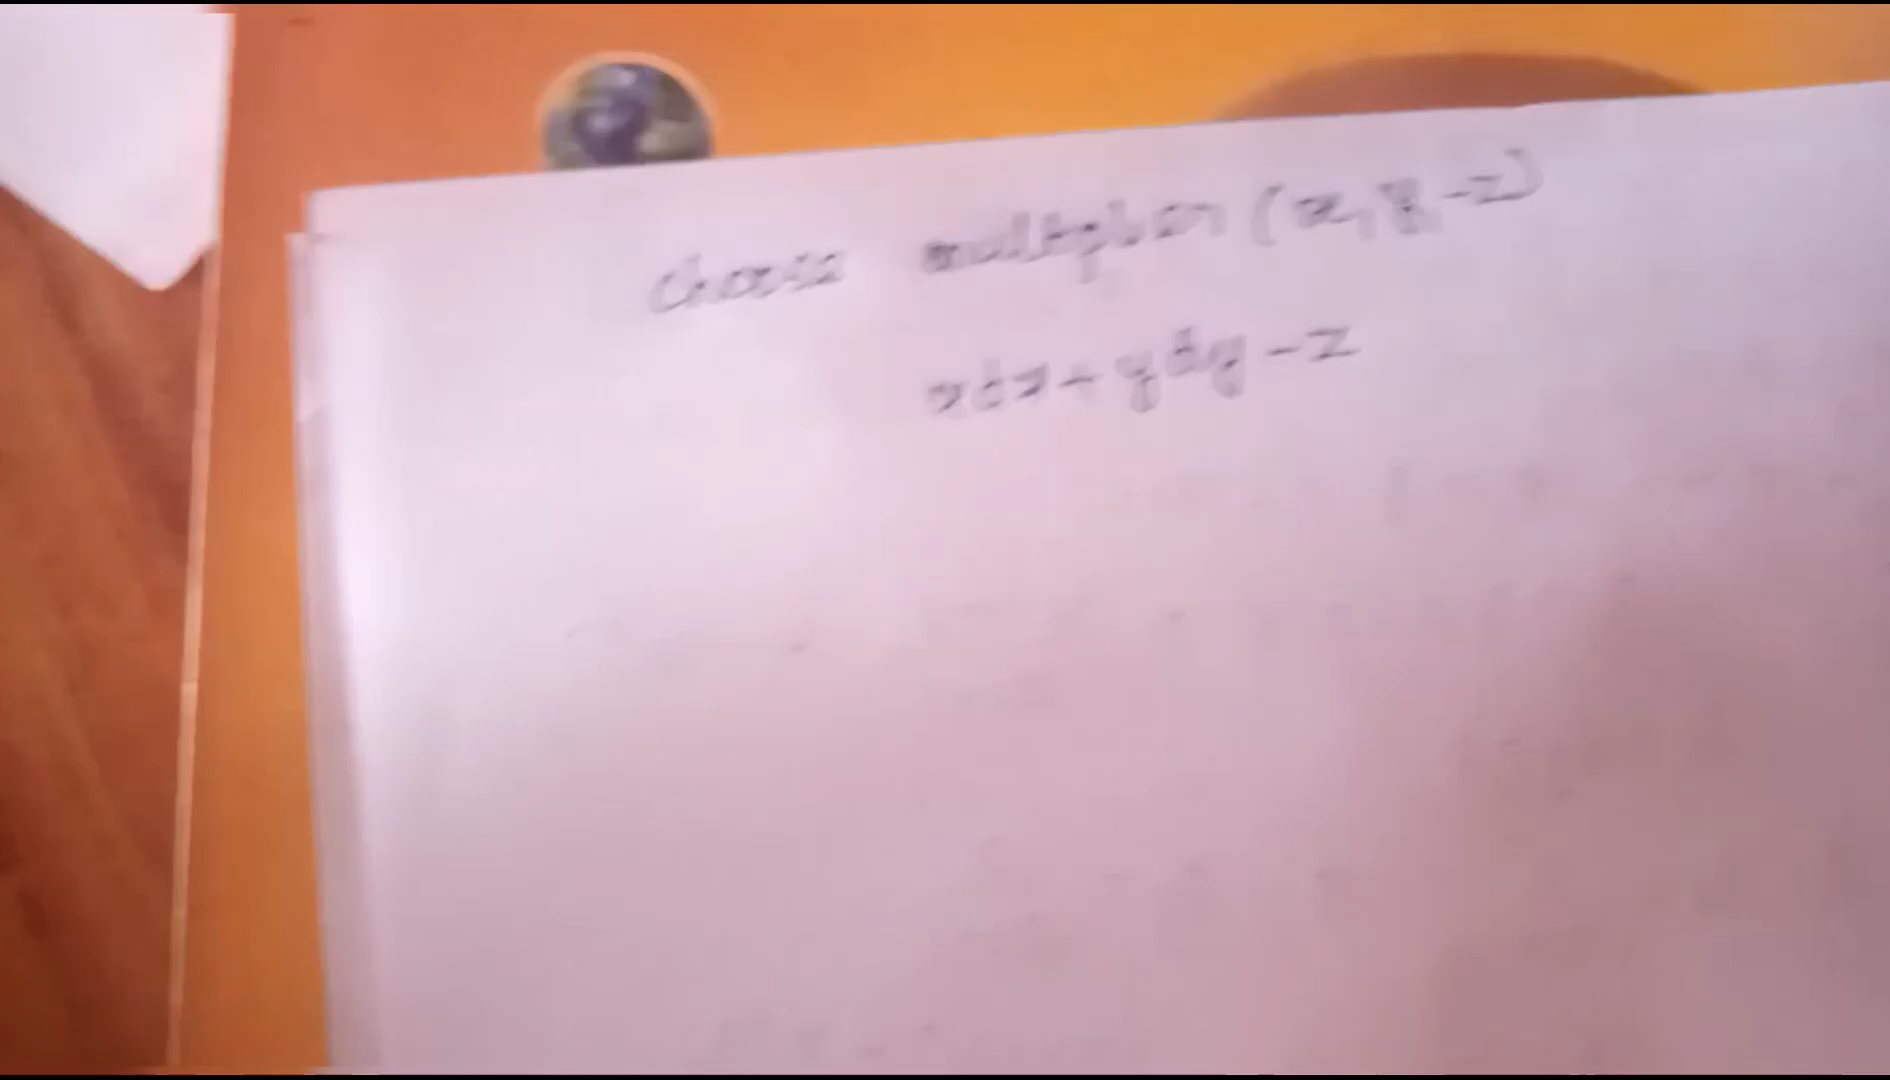 choose multiplier (x, y, -z)
xdx + ydy - z